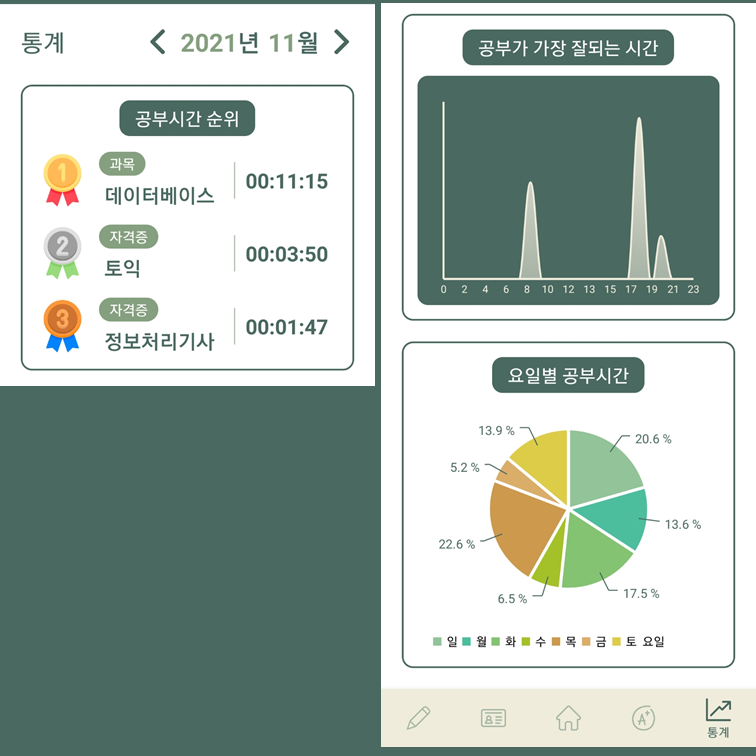 통계
2021년 11월
공부시간 순위
1
과목
데이터베이스
00:11:15
2
자격증
토익
00:03:50
3
자격증
정보처리기사
00:01:47
공부가 가장 잘되는 시간
0 2 4 6 8 10 12 13 15 17 19 21 23
요일별 공부시간
13.9 %
20.6 %
5.2 %
13.6 %
22.6 %
17.5 %
6.5 %
일 월 화 수 목 금 토 요일
A+
통계